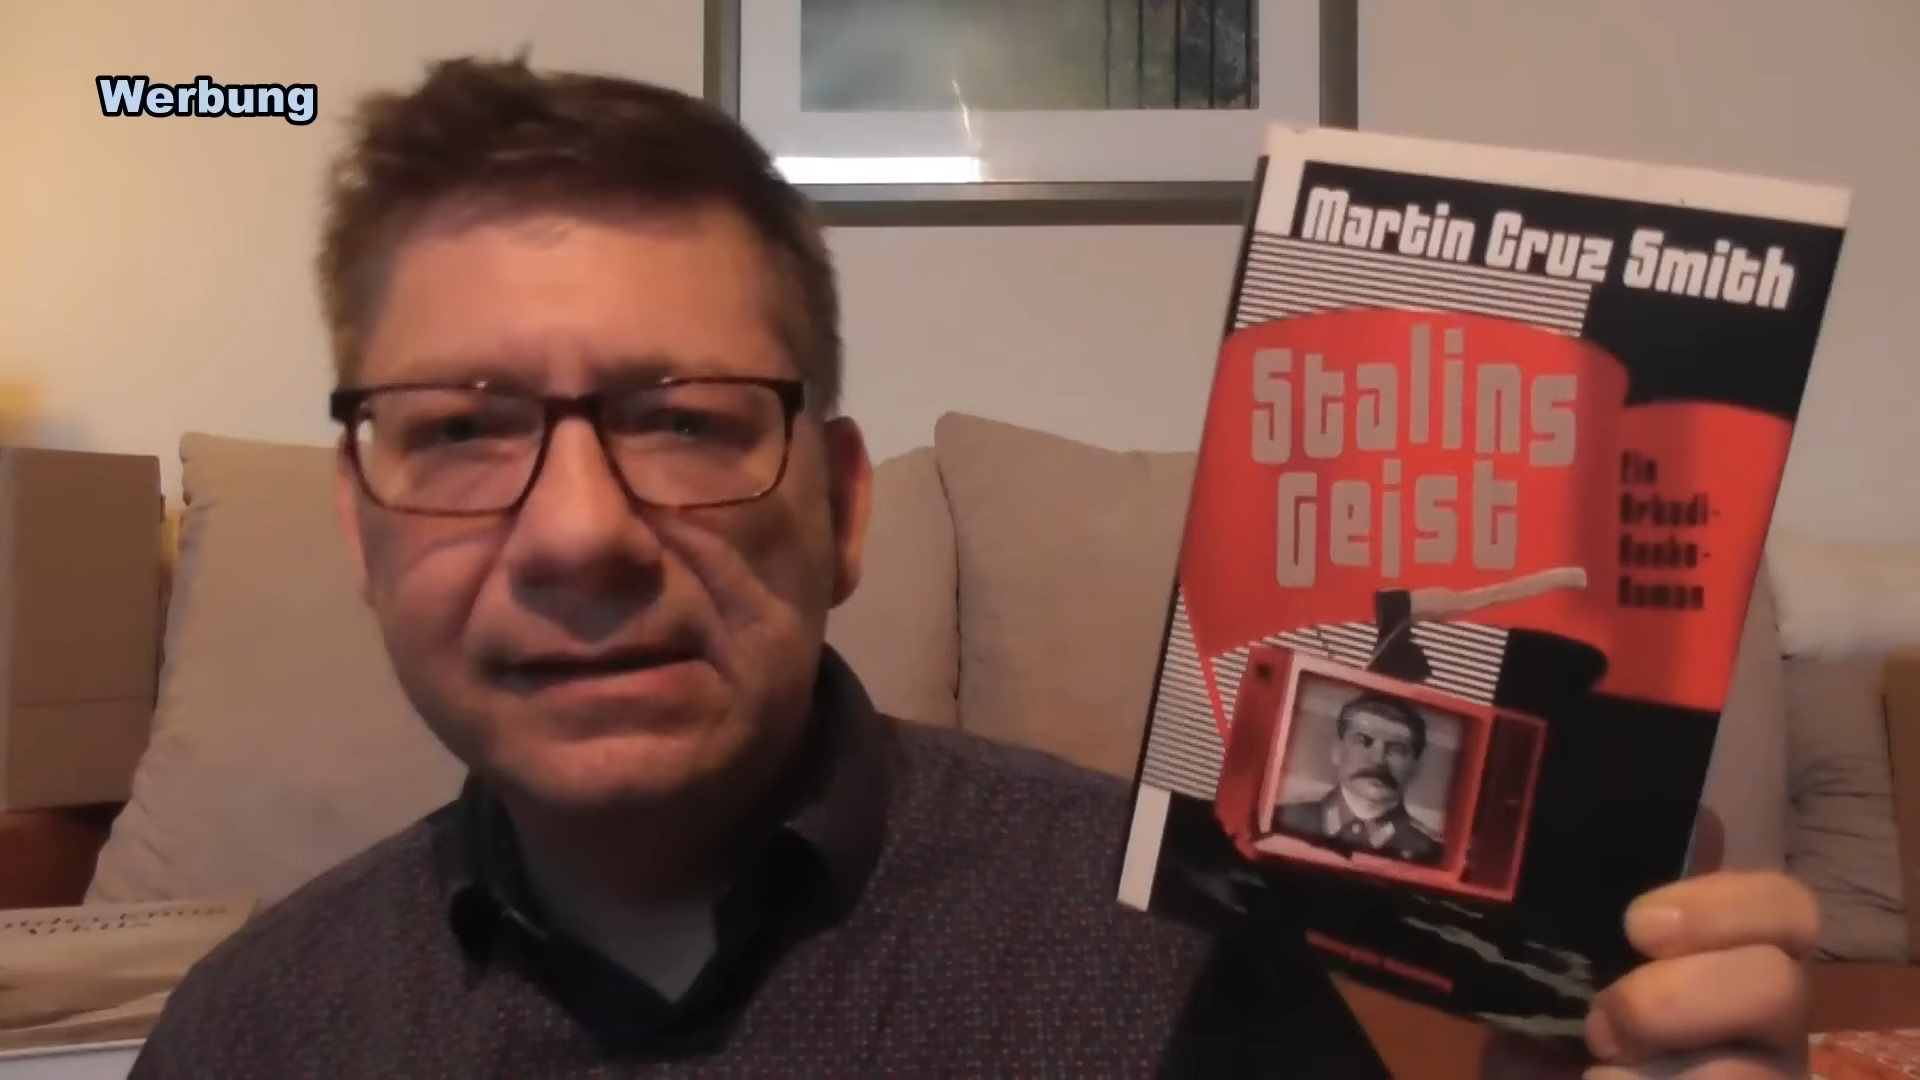 Werbung
Martin Cruz Smith
Stalins
Geist
Ein
Arkadi-
Renko-
Roman